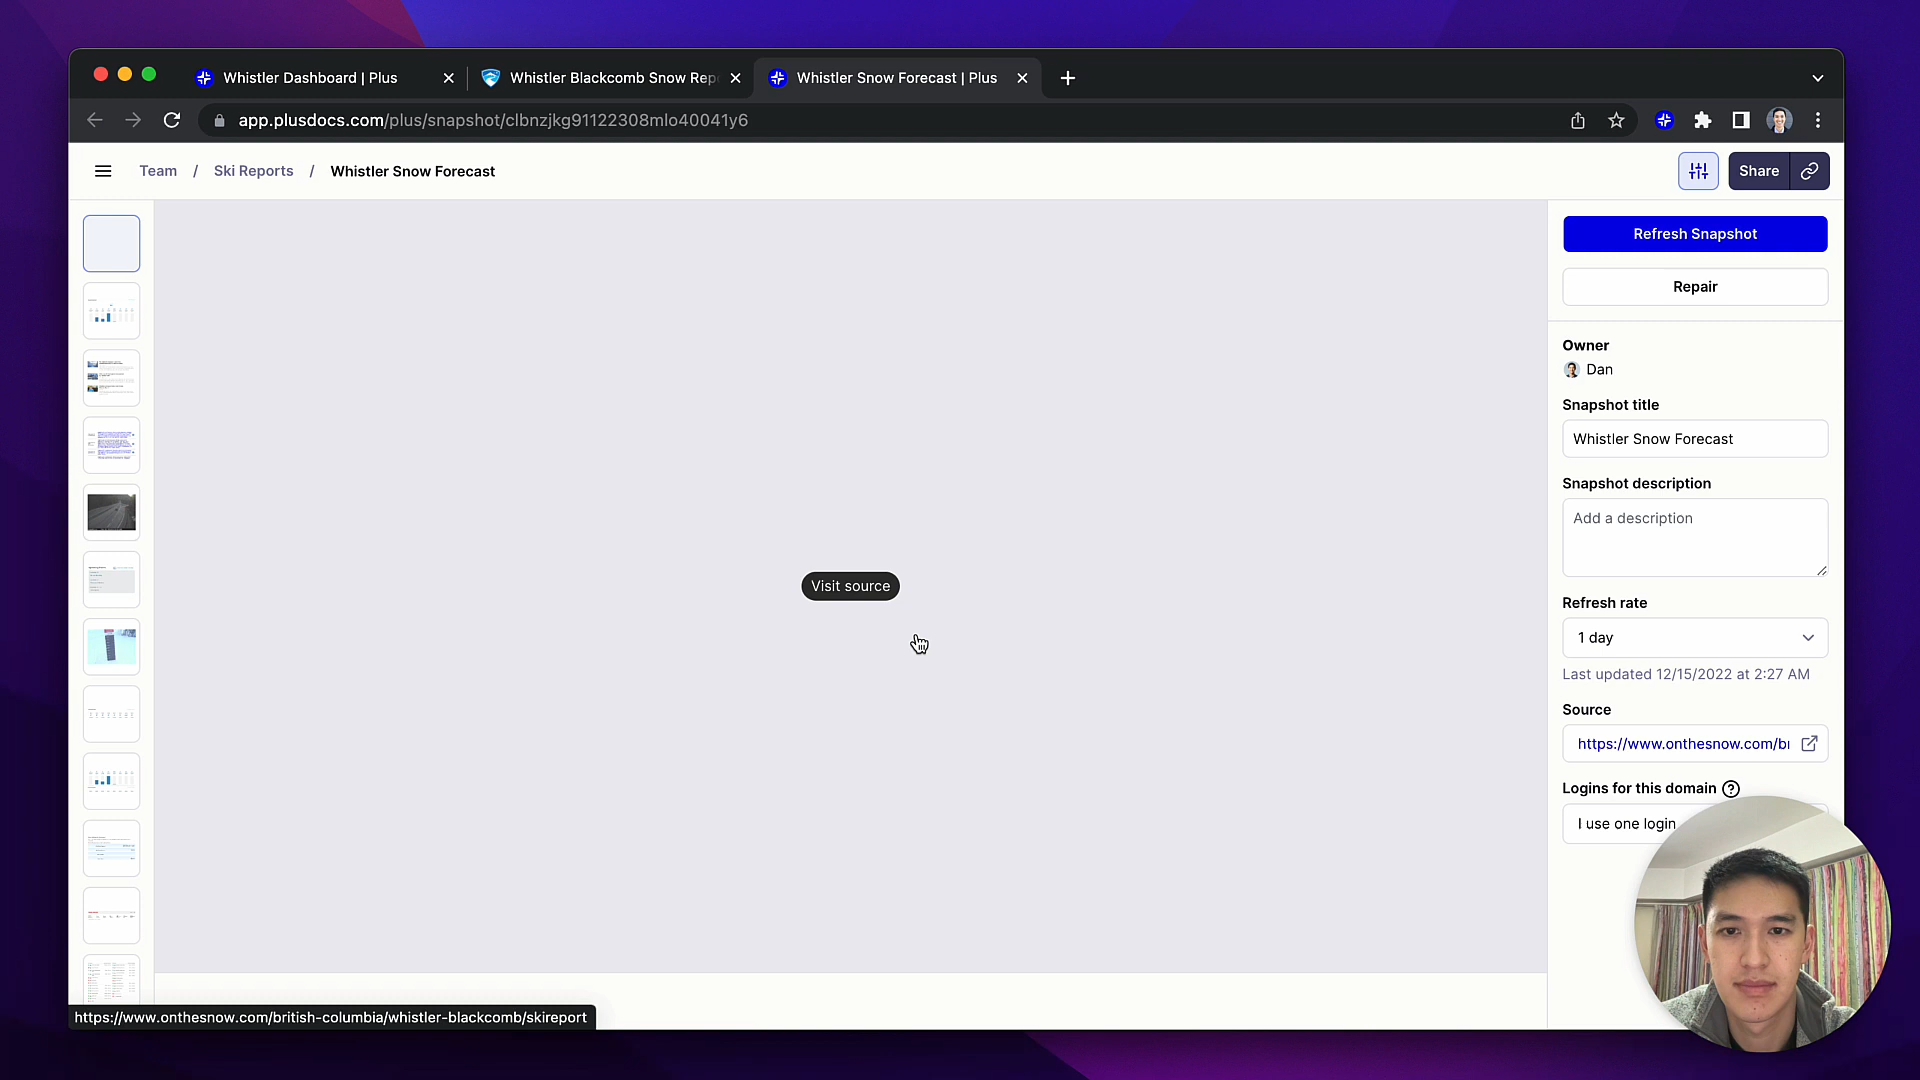 Whistler Dashboard | Plus
Whistler Blackcomb Snow Rep
Whistler Snow Forecast | Plus
app.plusdocs.com/plus/snapshot/clbnzjkg91122308mlo40041y6
Team / Ski Reports / Whistler Snow Forecast
Share
Refresh Snapshot
Repair
Owner
Dan
Snapshot title
Whistler Snow Forecast
Snapshot description
Add a description
Visit source
Refresh rate
1 day
Last updated 12/15/2022 at 2:27 AM
Source
https://www.onthesnow.com/bri
Logins for this domain ?
I use one login
https://www.onthesnow.com/british-columbia/whistler-blackcomb/skireport